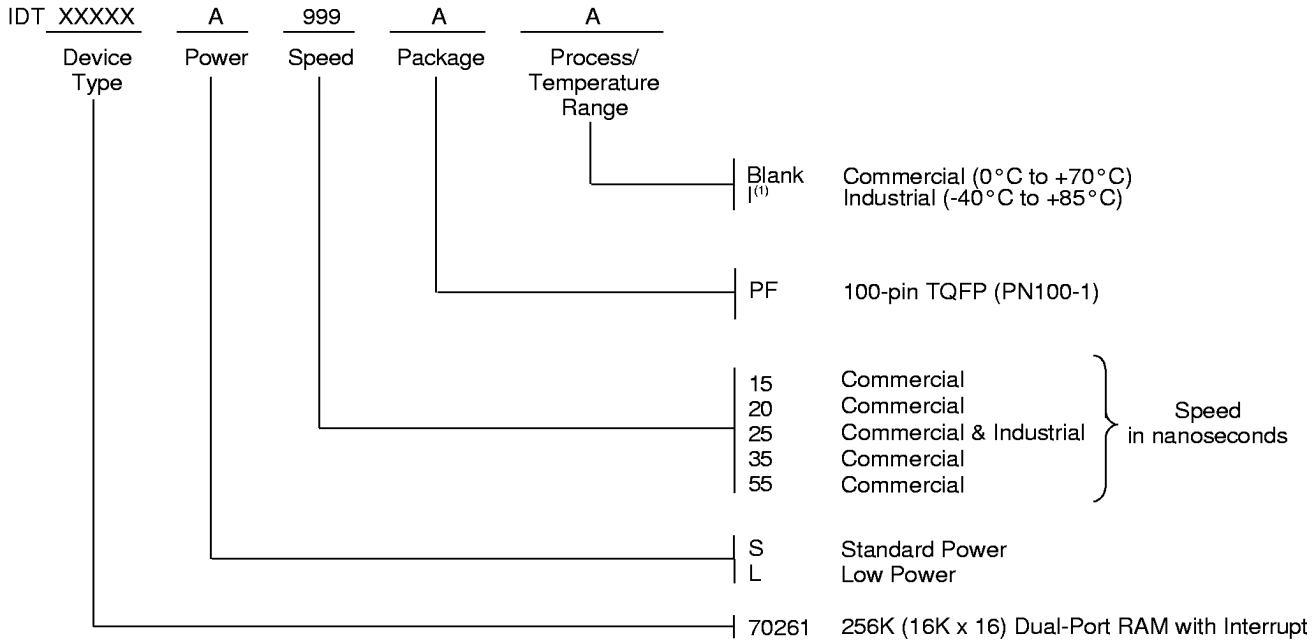 IDT XXXXX A 999 A A
Device Type Power Speed Package Process/ Temperature Range
Blank Commercial (0°C to +70°C)
I(1) Industrial (-40°C to +85°C)
PF 100-pin TQFP (PN100-1)
15 Commercial
20 Commercial
25 Commercial & Industrial
35 Commercial
55 Commercial
Speed
in nanoseconds
S Standard Power
L Low Power
70261 256K (16K x 16) Dual-Port RAM with Interrupt